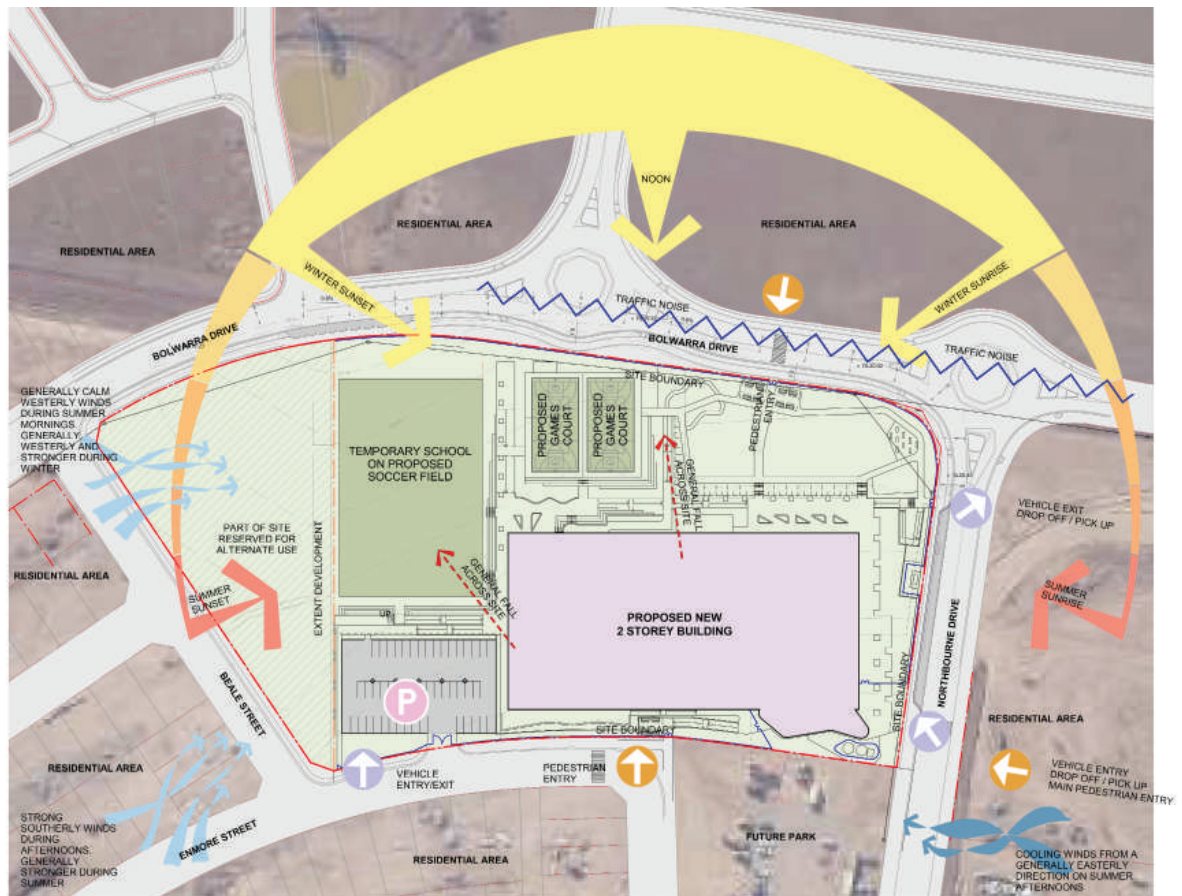 NOON
RESIDENTIAL AREA
RESIDENTIAL AREA
RESIDENTIAL AREA
WINTER SUNSET
WINTER SUNRISE
TRAFFIC NOISE
BOLWARRA DRIVE
BOLWARRA DRIVE
TRAFFIC NOISE
SITE BOUNDARY
GENERALLY CALM
WESTERLY WINDS
DURING SUMMER
MORNINGS.
GENERALLY
WESTERLY AND
STRONGER DURING
WINTER
PROPOSED
GAMES
COURT
PROPOSED
GAMES
COURT
PEDESTRIAN
ENTRY
TEMPORARY SCHOOL
ON PROPOSED
SOCCER FIELD
GENERAL FALL
ACROSS SITE
VEHICLE EXIT
DROP OFF / PICK UP
PART OF SITE
RESERVED FOR
ALTERNATE USE
EXTENT DEVELOPMENT
RESIDENTIAL AREA
SUMMER
SUNSET
GENERAL FALL
ACROSS SITE
SUMMER
SUNRISE
UP
PROPOSED NEW
2 STOREY BUILDING
BEALE STREET
P
SITE BOUNDARY
NORTHBOURNE DRIVE
SITE BOUNDARY
RESIDENTIAL AREA
RESIDENTIAL AREA
VEHICLE
ENTRY/EXIT
PEDESTRIAN
ENTRY
VEHICLE ENTRY
DROP OFF / PICK UP
MAIN PEDESTRIAN ENTRY
STRONG
SOUTHERLY WINDS
DURING
AFTERNOONS.
GENERALLY
STRONGER DURING
SUMMER
ENMORE STREET
RESIDENTIAL AREA
FUTURE PARK
COOLING WINDS FROM A
GENERALLY EASTERLY
DIRECTION ON SUMMER
AFTERNOONS